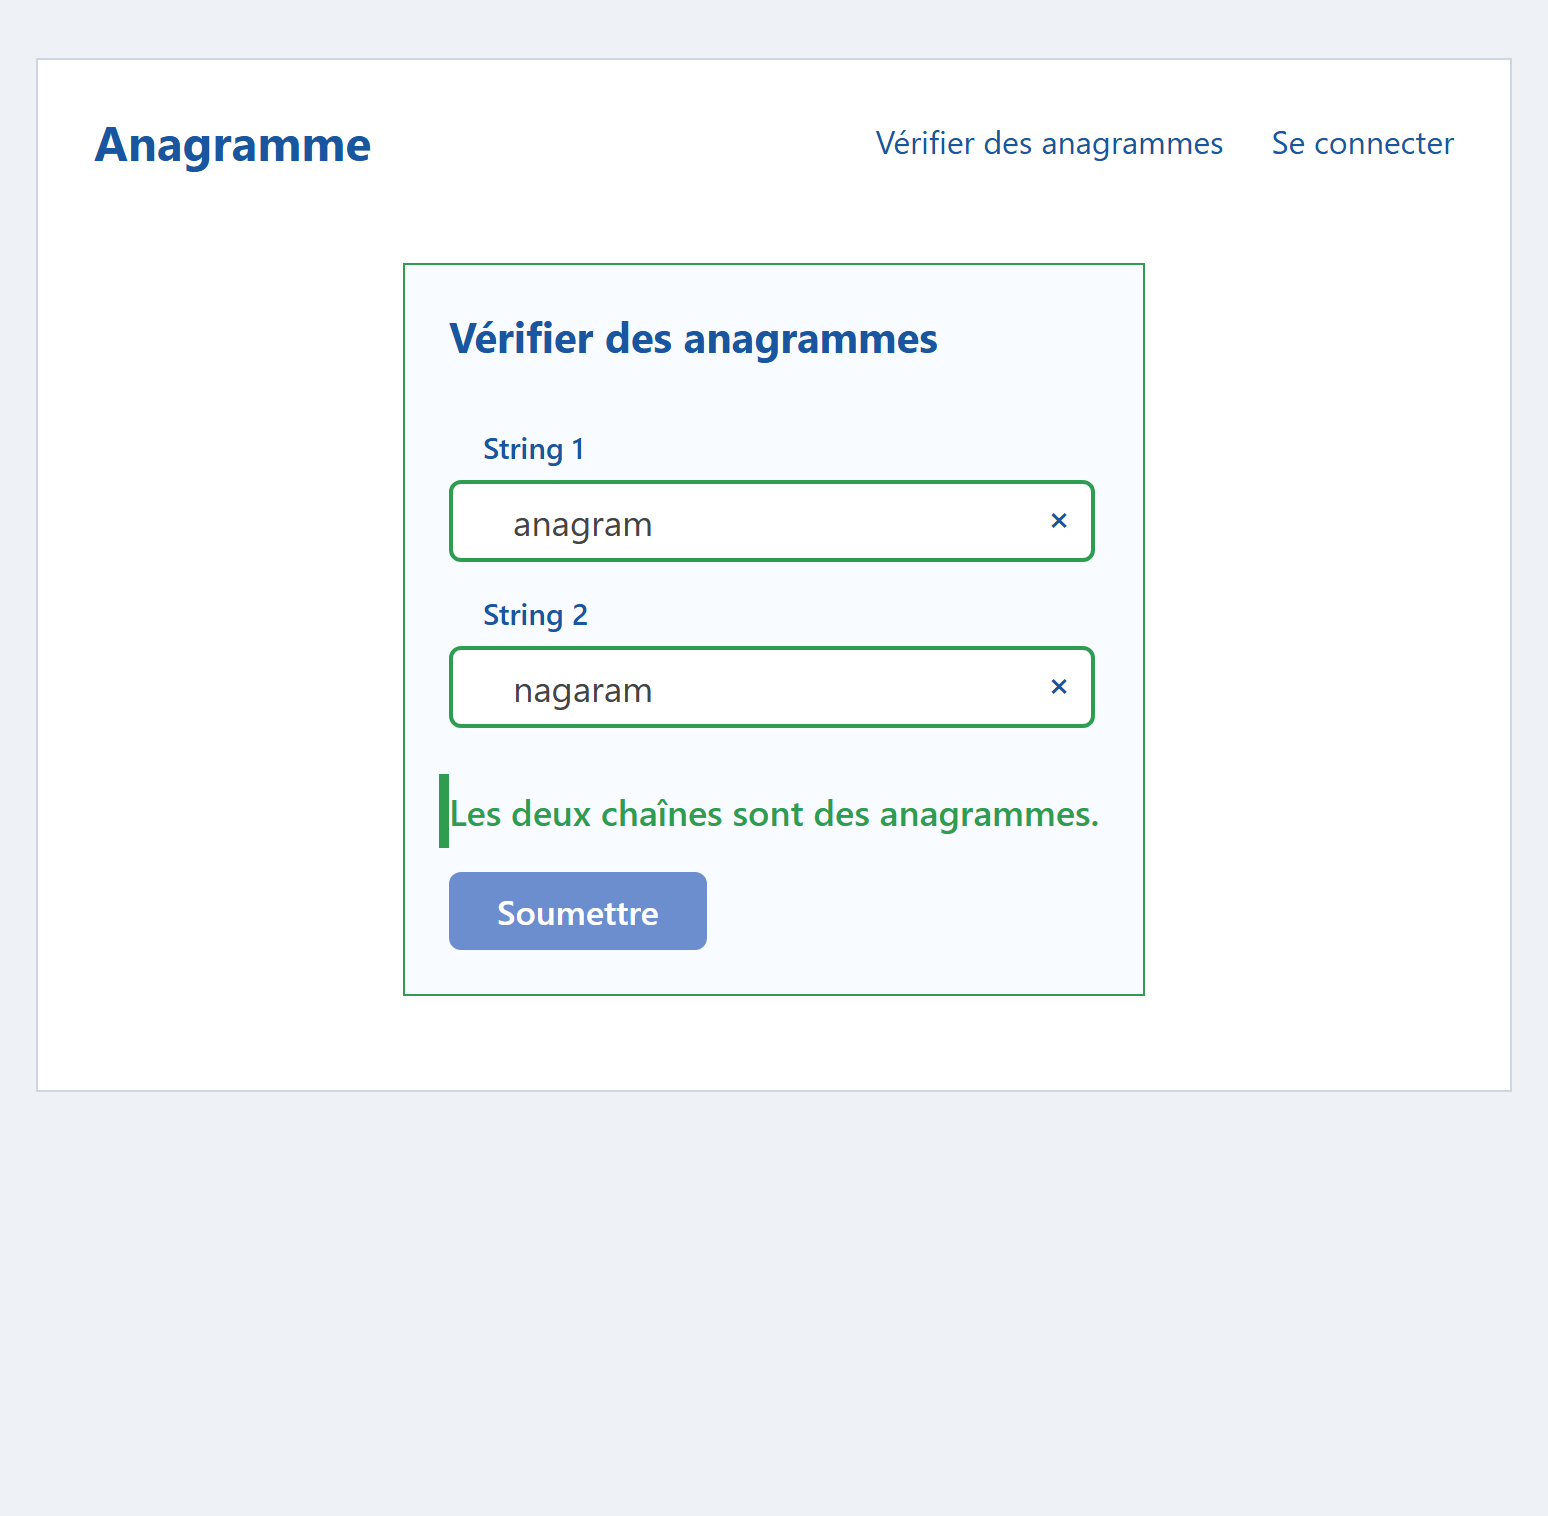 Anagramme
Vérifier des anagrammes
Se connecter
Vérifier des anagrammes
String 1
anagram
×
String 2
nagaram
×
Les deux chaînes sont des anagrammes.
Soumettre